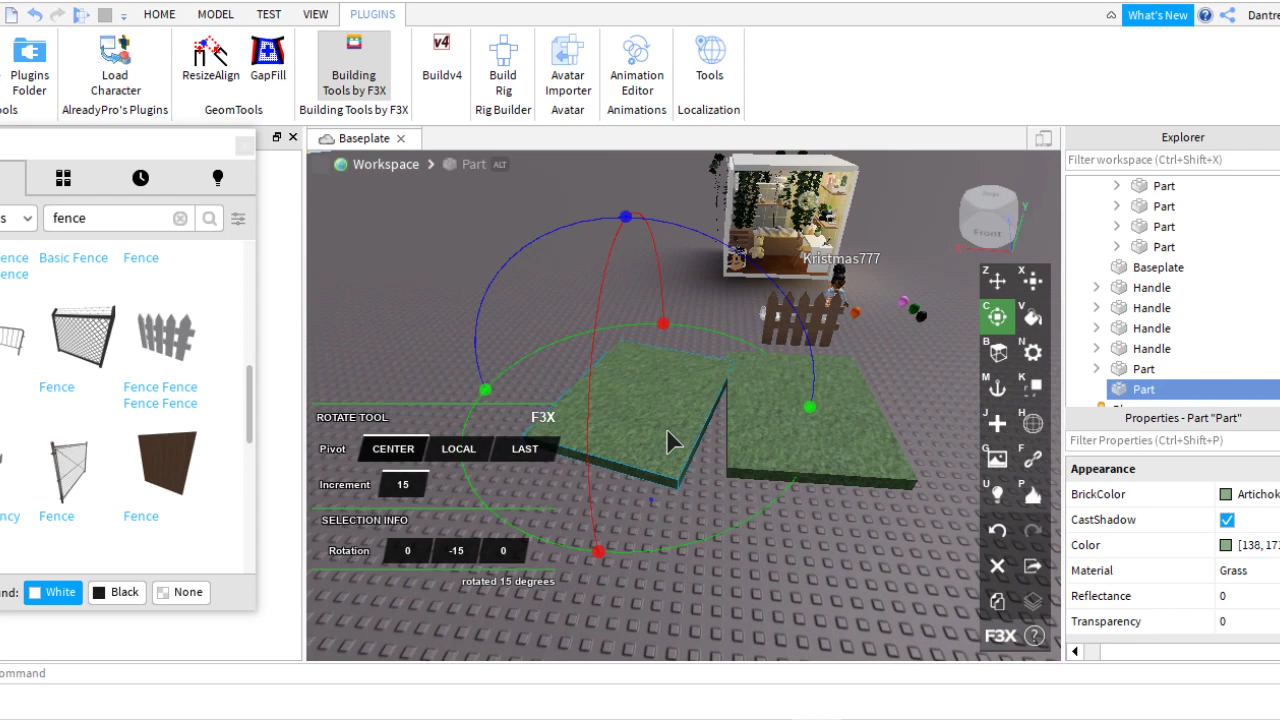 HOME
MODEL
TEST
VIEW
PLUGINS
What's New
Dantre
Plugins
Folder
Load
Character
ResizeAlign
GapFill
Building
Tools by F3X
v4
Buildv4
Build
Rig
Avatar
Importer
Animation
Editor
Tools
ols
AlreadyPro's Plugins
GeomTools
Building Tools by F3X
Rig Builder
Avatar
Animations
Localization
Baseplate
Workspace
Part
ALT
s
fence
ence
ence
Basic Fence
Fence
Fence
Fence Fence
Fence Fence
ncy
Fence
Fence
nd:
White
Black
None
ommand
Kristmas777
FRONT
Y
F3X
ROTATE TOOL
Pivot
CENTER
LOCAL
LAST
Increment
15
SELECTION INFO
Rotation
0
-15
0
rotated 15 degrees
Z
X
C
V
B
N
M
K
J
H
G
F
U
P
F3X
?
Explorer
Filter workspace (Ctrl+Shift+X)
Part
Part
Part
Part
Baseplate
Handle
Handle
Handle
Handle
Part
Part
Properties - Part "Part"
Filter Properties (Ctrl+Shift+P)
Appearance
BrickColor
Artichok
CastShadow
Color
[138, 171
Material
Grass
Reflectance
0
Transparency
0